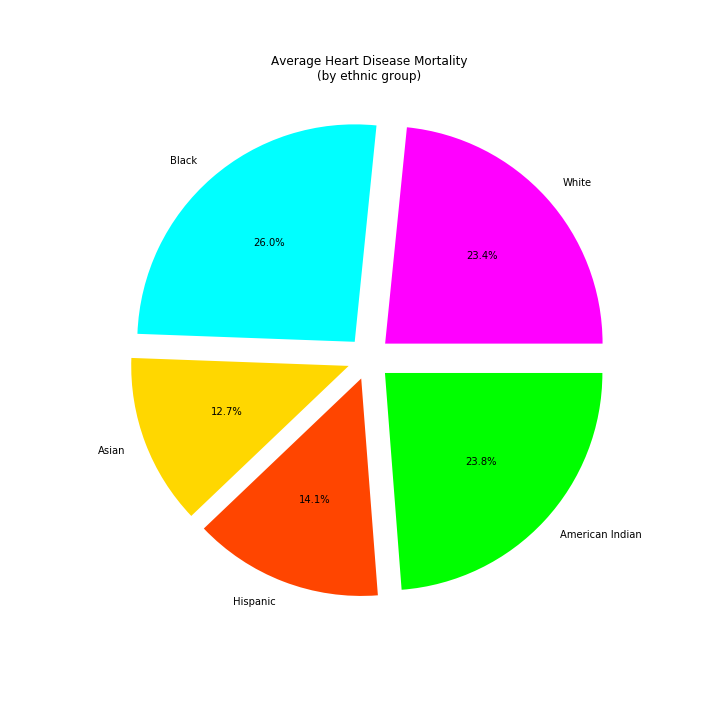 Average Heart Disease Mortality
(by ethnic group)
Black
White
26.0%
23.4%
12.7%
Asian
23.8%
14.1%
American Indian
Hispanic